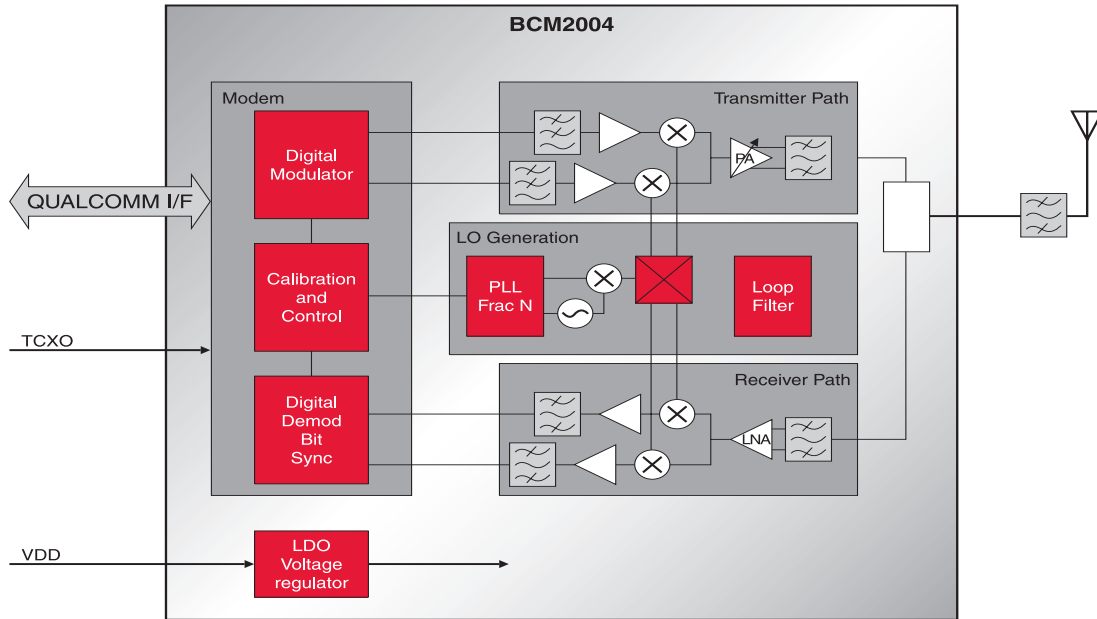 BCM2004
Modem
Transmitter Path
Digital
Modulator
PA
QUALCOMM I/F
LO Generation
Calibration
and
Control
PLL
Frac N
Loop
Filter
TCXO
Receiver Path
Digital
Demod
Bit
Sync
LNA
VDD
LDO
Voltage
regulator